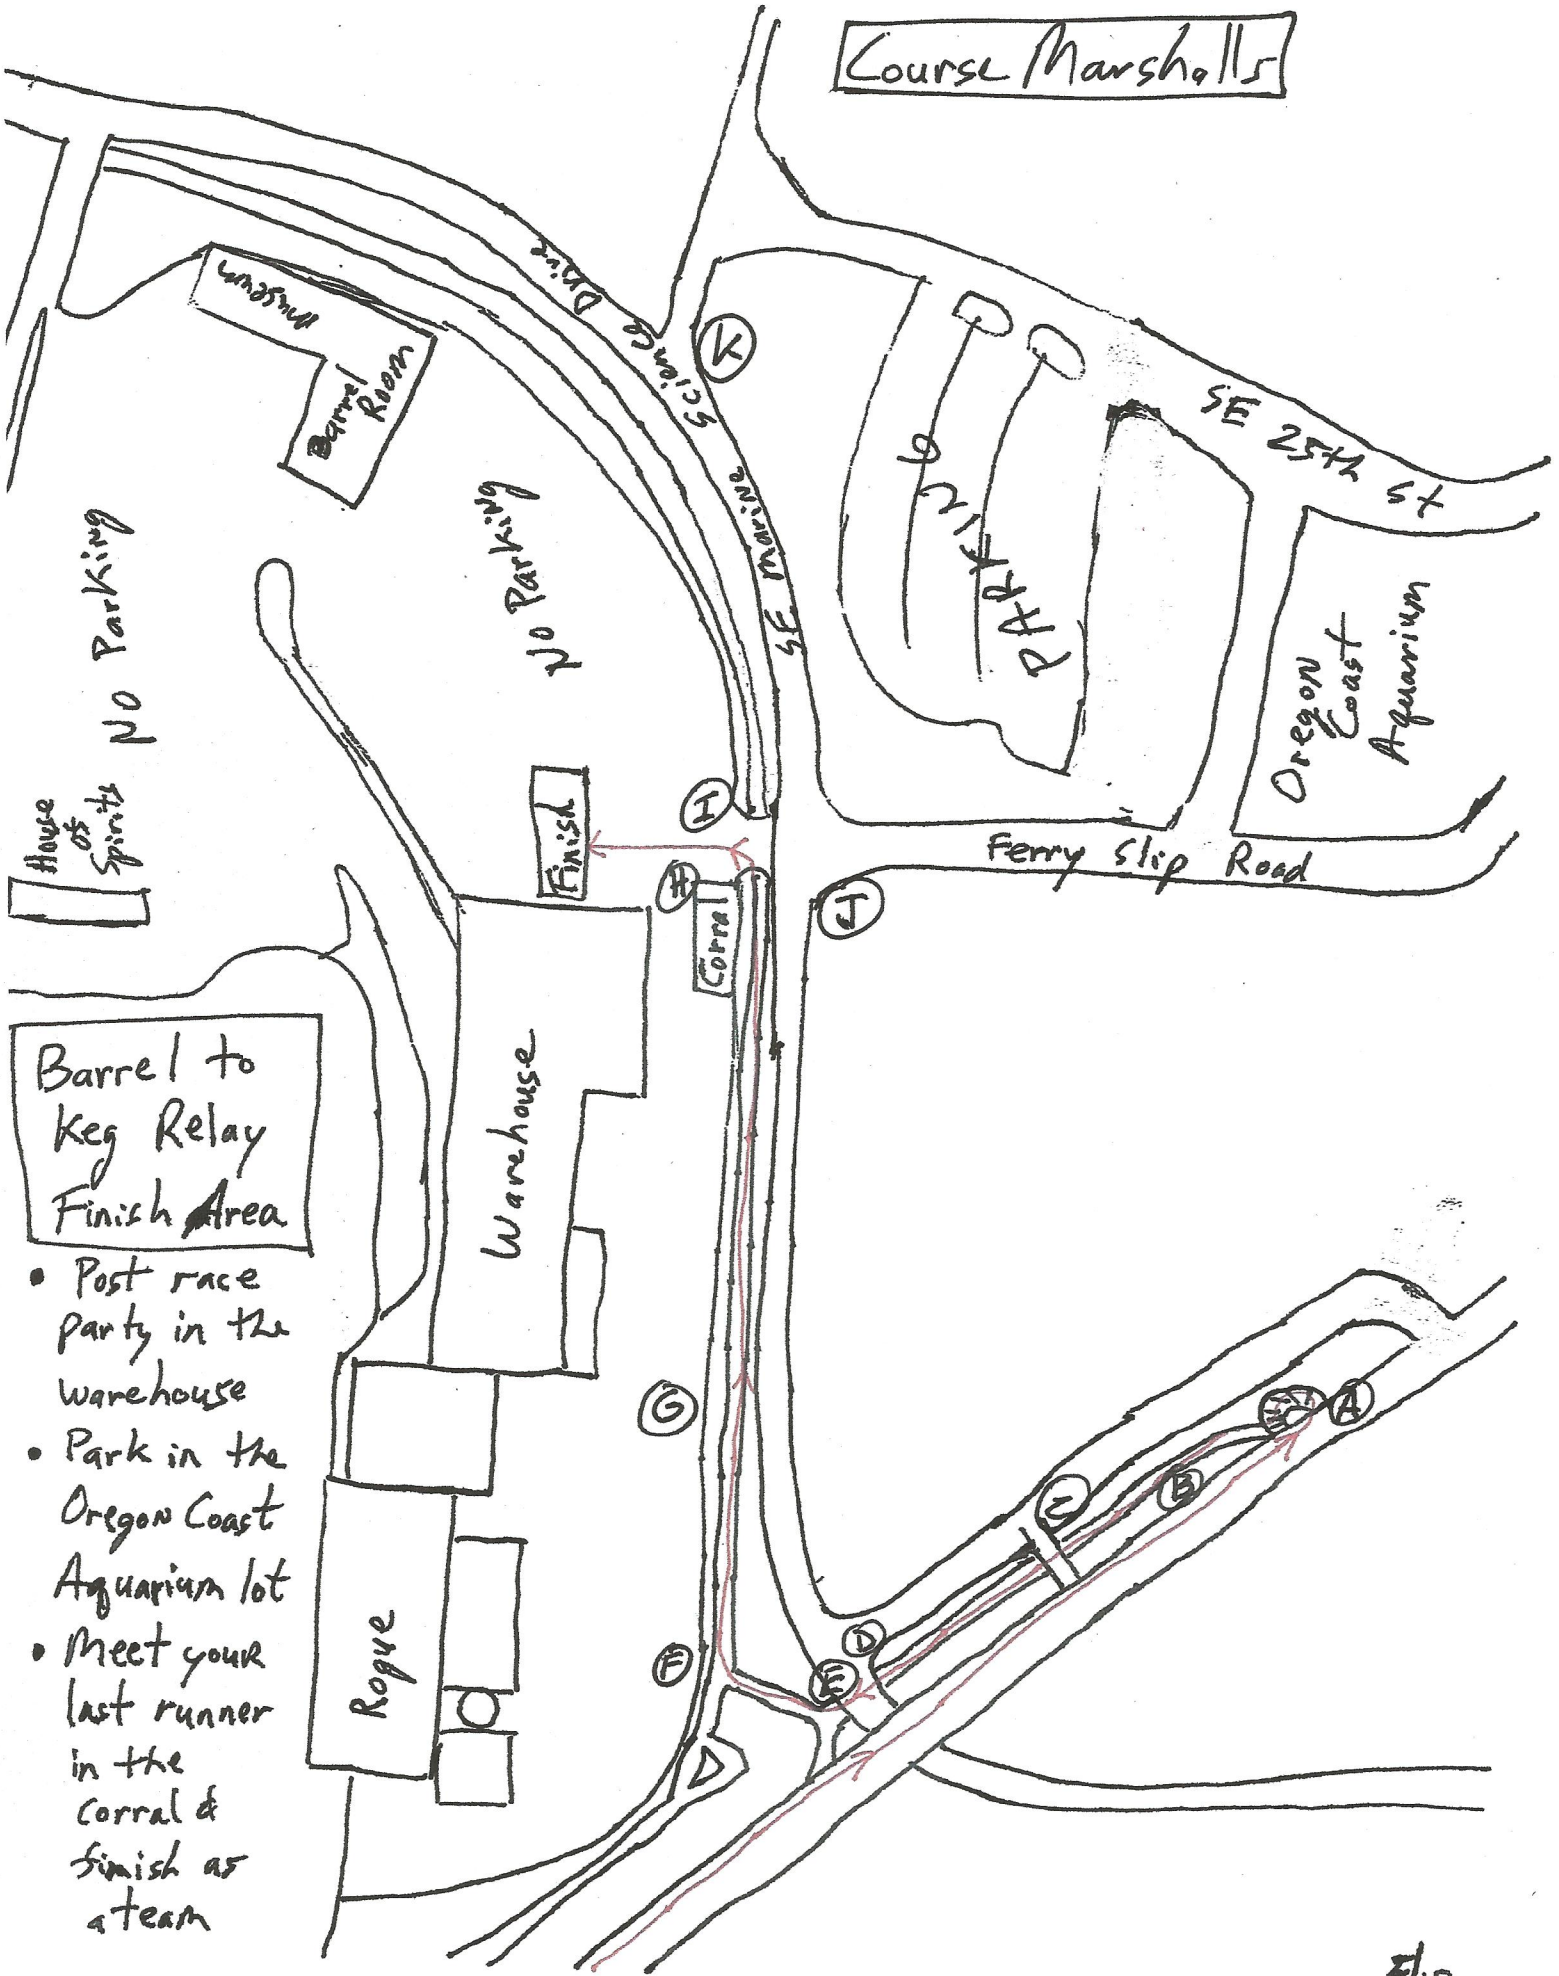 Course Marshalls
SE Marine Science Drive
Museum
Barrel
Room
K
PARKING
SE 25th St
No Parking
No Parking
Oregon
Coast
Aquarium
House
of
Spirits
Finish
I
H
Corral
J
Ferry Slip Road
Warehouse
Barrel to
Keg Relay
Finish Area
• Post race
party in the
warehouse
• Park in the
Oregon Coast
Aquarium lot
• Meet your
last runner
in the
corral &
finish as
a team
G
A
B
C
D
E
F
Rogue